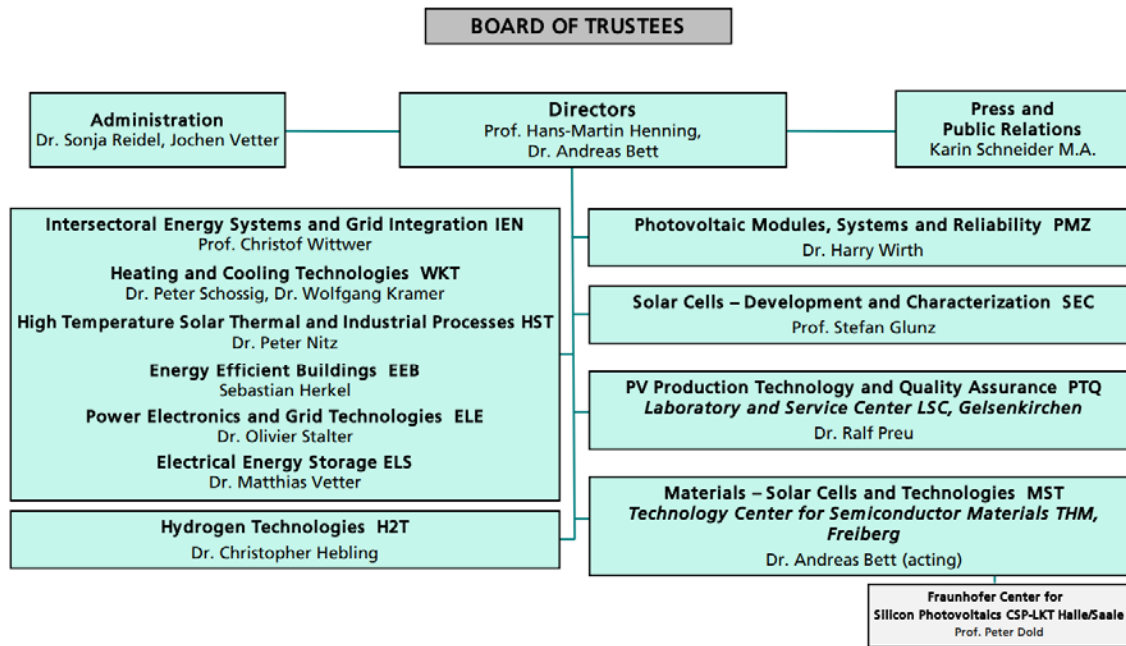 BOARD OF TRUSTEES
Administration
Dr. Sonja Reidel, Jochen Vetter
Directors
Prof. Hans-Martin Henning,
Dr. Andreas Bett
Press and
Public Relations
Karin Schneider M.A.
Intersectoral Energy Systems and Grid Integration IEN
Prof. Christof Wittwer
Heating and Cooling Technologies WKT
Dr. Peter Schossig, Dr. Wolfgang Kramer
High Temperature Solar Thermal and Industrial Processes HST
Dr. Peter Nitz
Energy Efficient Buildings EEB
Sebastian Herkel
Power Electronics and Grid Technologies ELE
Dr. Olivier Stalter
Electrical Energy Storage ELS
Dr. Matthias Vetter
Hydrogen Technologies H2T
Dr. Christopher Hebling
Photovoltaic Modules, Systems and Reliability PMZ
Dr. Harry Wirth
Solar Cells – Development and Characterization SEC
Prof. Stefan Glunz
PV Production Technology and Quality Assurance PTQ
Laboratory and Service Center LSC, Gelsenkirchen
Dr. Ralf Preu
Materials – Solar Cells and Technologies MST
Technology Center for Semiconductor Materials THM,
Freiberg
Dr. Andreas Bett (acting)
Fraunhofer Center for
Silicon Photovoltaics CSP-LKT Halle/Saale
Prof. Peter Dold